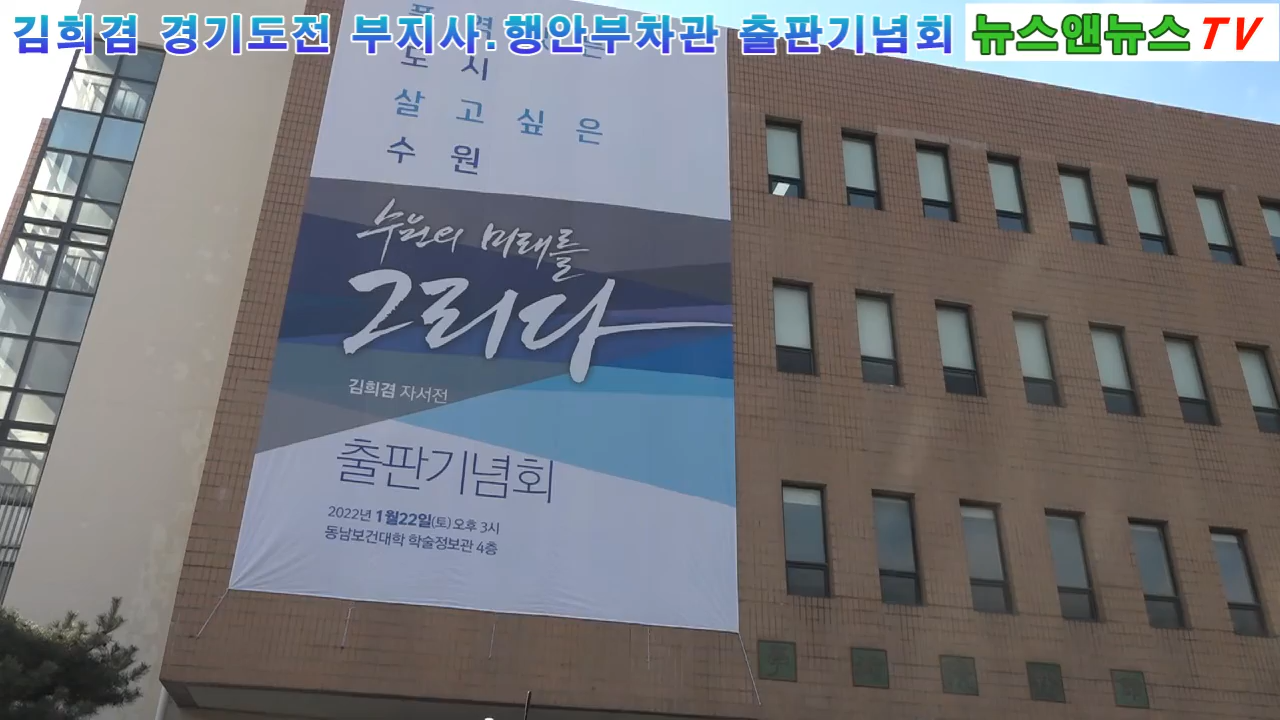 김희겸 경기도전 부지사.행안부차관 출판기념회 뉴스앤뉴스TV
도시
살고싶은
수원
수원의 미래를
그리다
김희겸 자서전
출판기념회
2022년 1월22일(토) 오후 3시
동남보건대학 학술정보관 4층